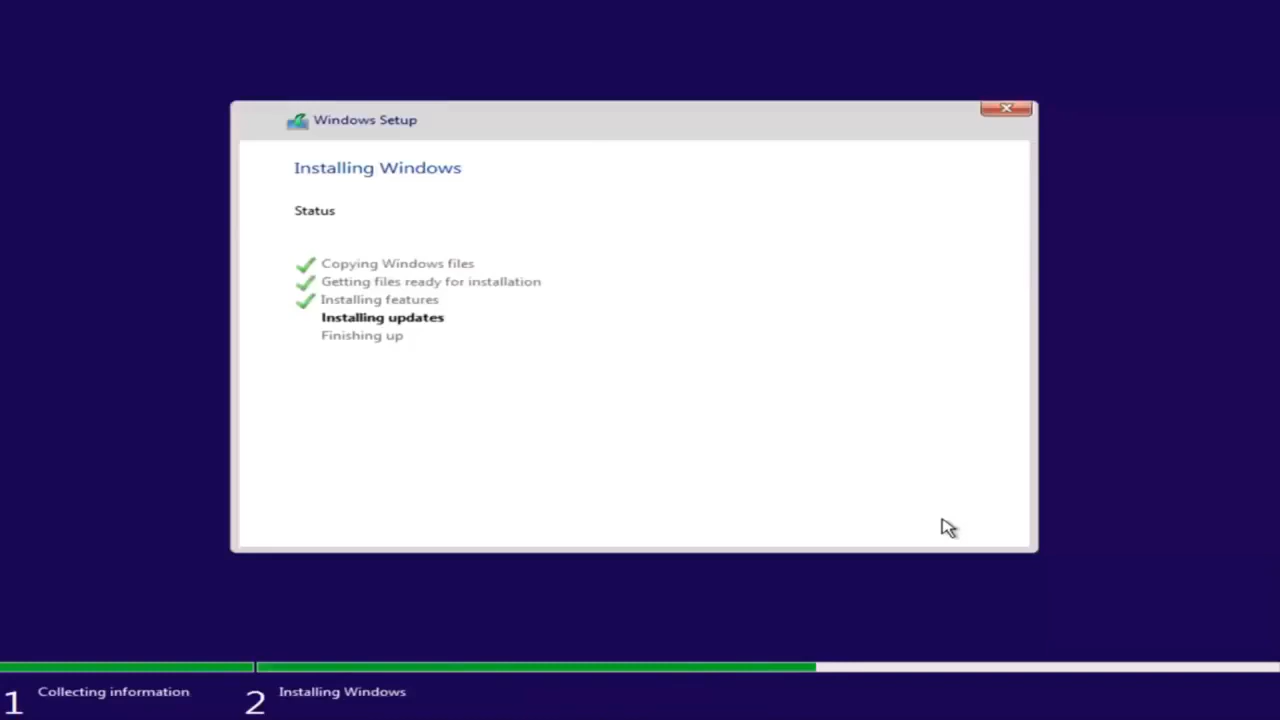 Windows Setup
Installing Windows
Status
Copying Windows files
Getting files ready for installation
Installing features
Installing updates
Finishing up
1 Collecting information
2 Installing Windows